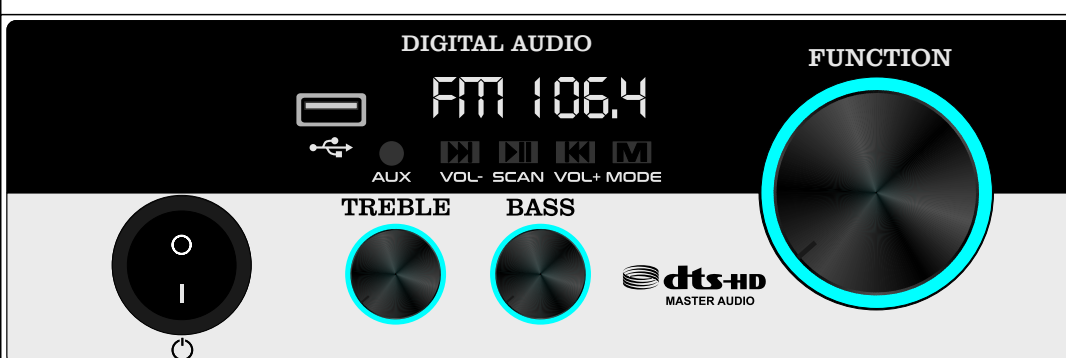 DIGITAL AUDIO
FUNCTION
FM 106.4
M
AUX VOL- SCAN VOL+ MODE
TREBLE BASS
dts-HD
MASTER AUDIO